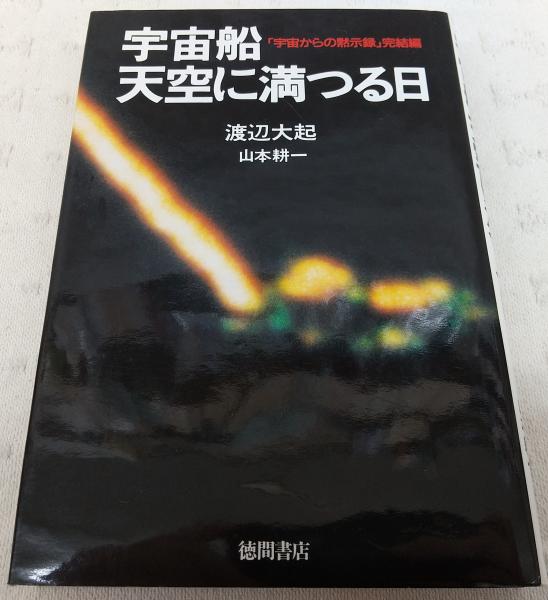 宇宙船
「宇宙からの黙示録」完結編
天空に満つる日
渡辺大起
山本耕一
徳間書店